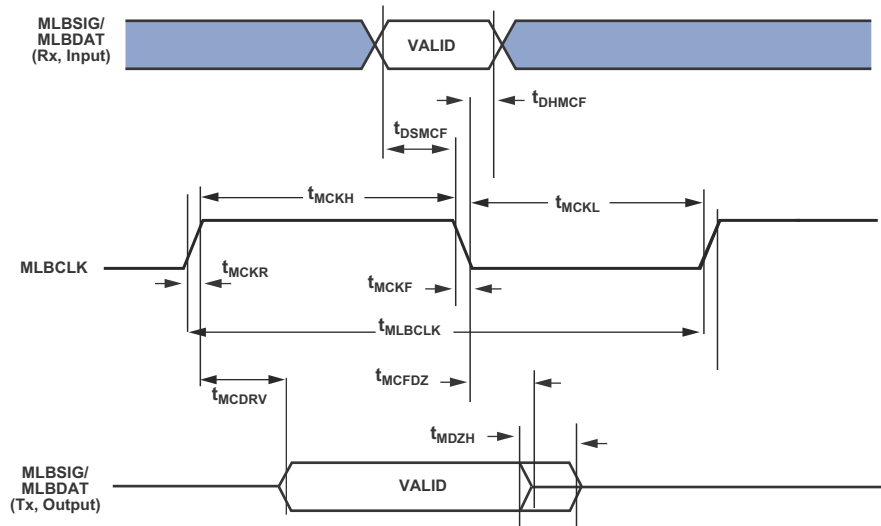 MLBSIG/
MLBDAT
(Rx, Input)
VALID
tDHMCF
tDSMCF
tMCKH
tMCKL
MLBCLK
tMCKR
tMCKF
tMLBCLK
tMCFDZ
tMCDRV
tMDZH
MLBSIG/
MLBDAT
(Tx, Output)
VALID